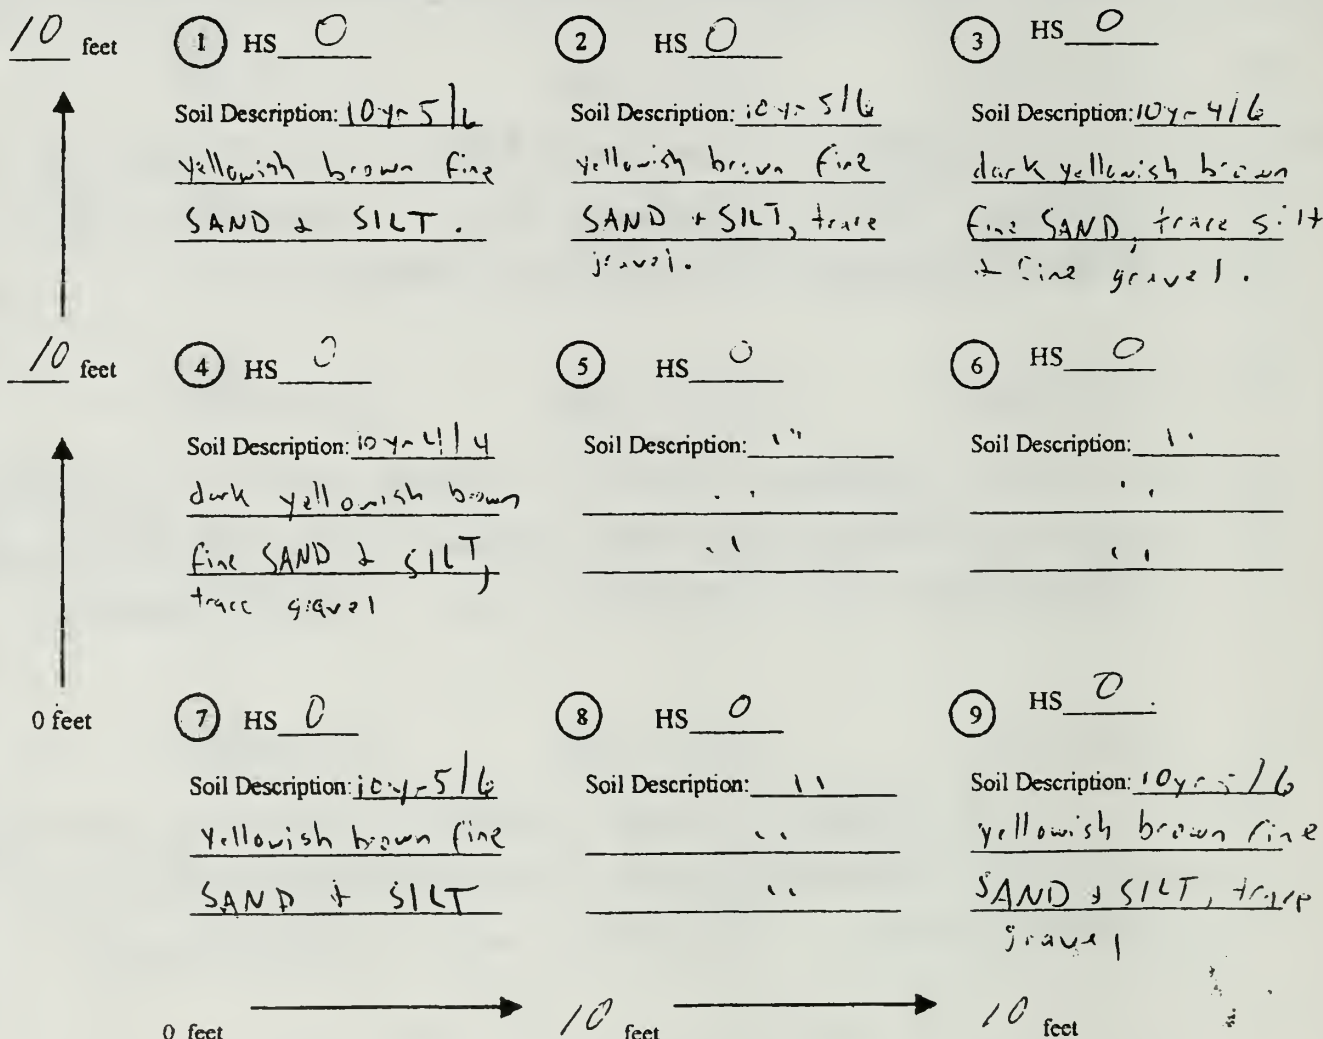 10 feet
1 HS 0
Soil Description: 10yr 5/6
yellowish brown fine
SAND & SILT.
2 HS 0
Soil Description: 10yr 5/6
yellowish brown fine
SAND + SILT, trace
gravel.
3 HS 0
Soil Description: 10yr 4/6
dark yellowish brown
fine SAND, trace silt
+ fine gravel.
10 feet
4 HS 0
Soil Description: 10yr 4/4
dark yellowish brown
fine SAND & SILT,
trace gravel
5 HS 0
Soil Description: "
"
"
6 HS 0
Soil Description: "
"
"
0 feet
7 HS 0
Soil Description: 10yr 5/6
yellowish brown fine
SAND + SILT
8 HS 0
Soil Description: "
"
"
9 HS 0
Soil Description: 10yr 5/6
yellowish brown fine
SAND & SILT, trace
gravel
0 feet 10 feet 10 feet